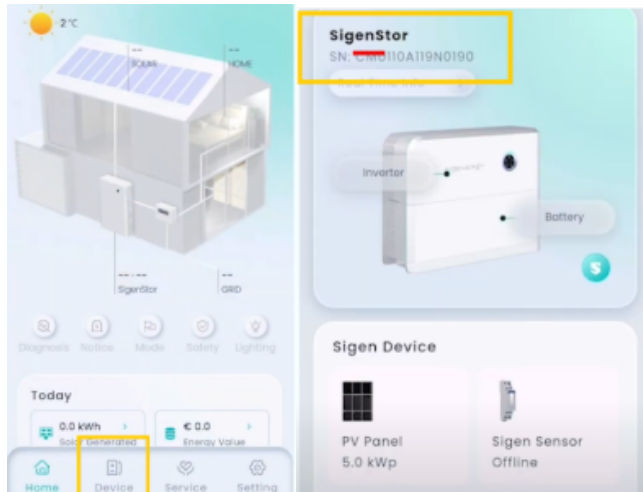 2°C
--
SOLAR
--
HOME
-- . --
SigenStor
--
GRID
Diagnosis Notice Mode Safety Lighting
Today
0.0 kWh >
Solar Generated
€ 0.0 >
Energy Value
Home Device Service Setting
SigenStor
SN: CM0110A119N0190
Real Time Info
Inverter
Battery
S
Sigen Device
PV Panel
5.0 kWp
Sigen Sensor
Offline